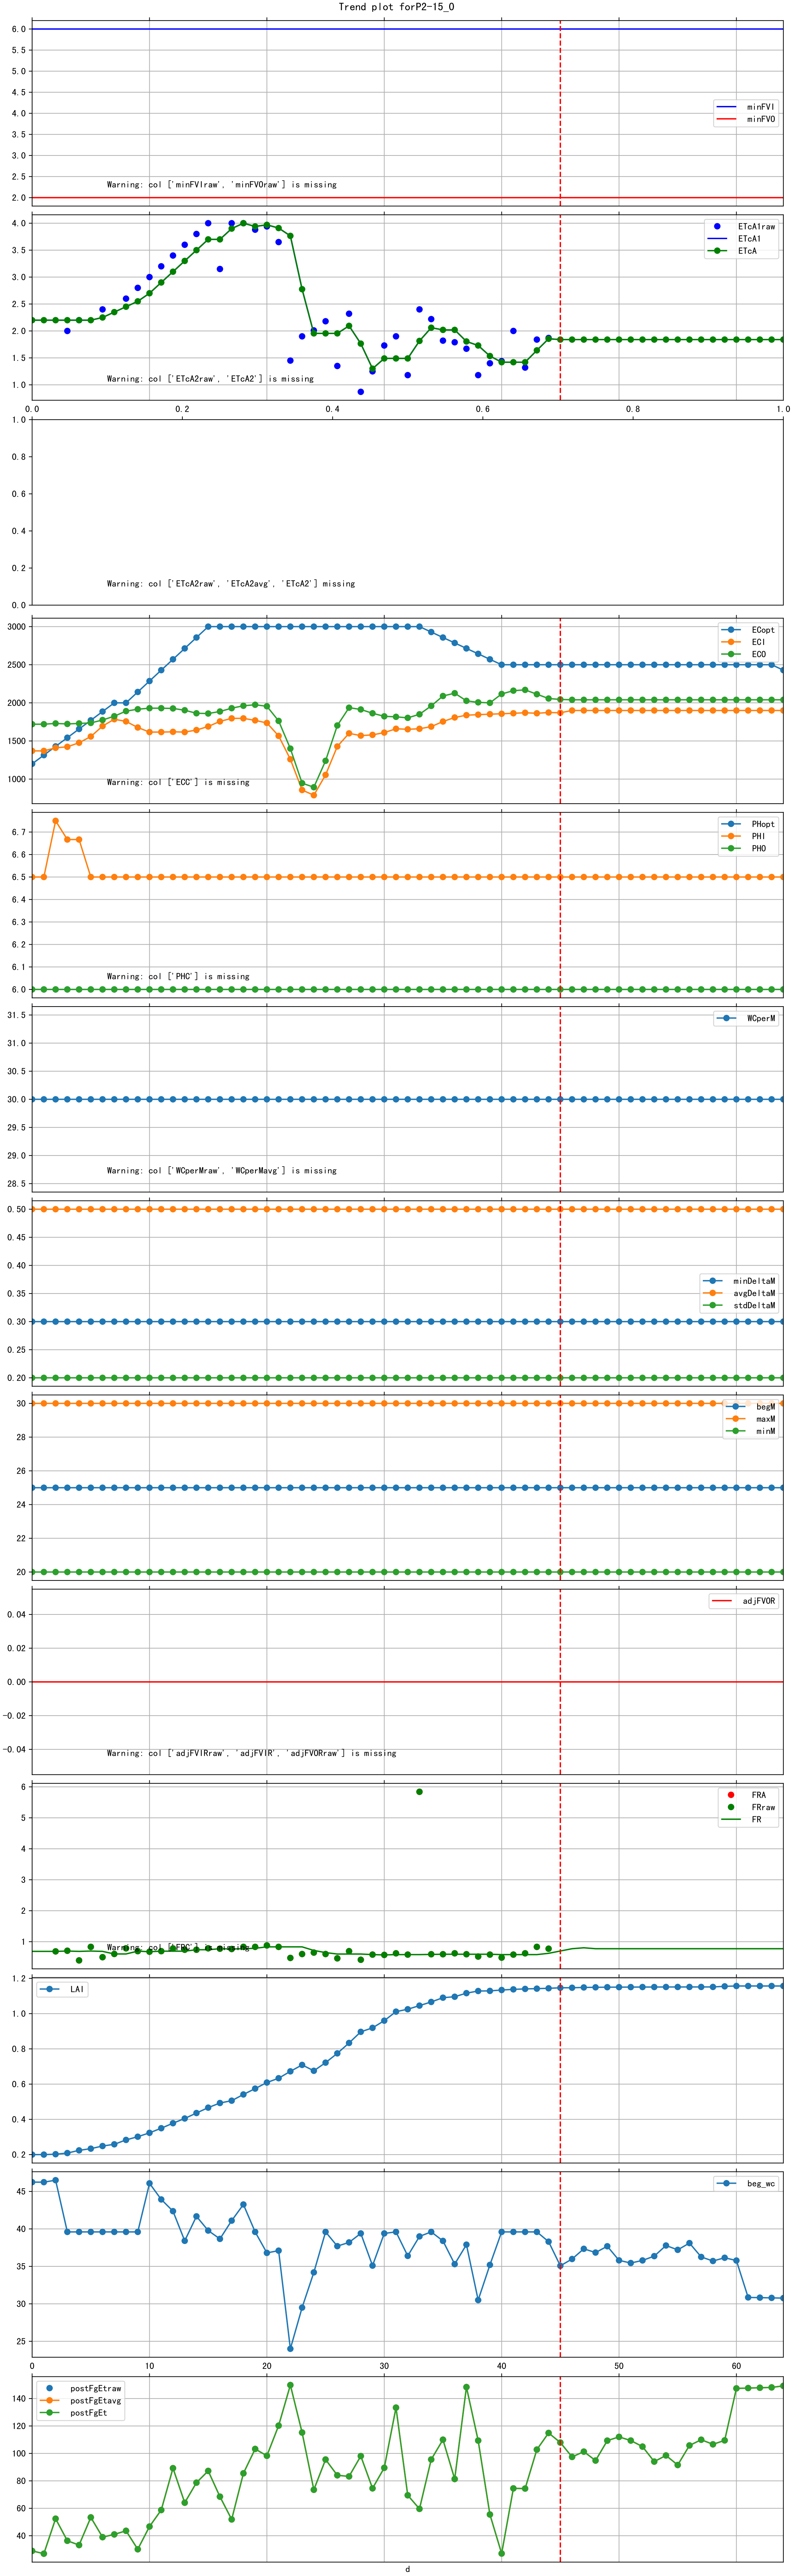 Trend plot forP2-15_0
6.0
5.5
5.0
4.5
4.0
3.5
3.0
2.5
2.0
minFVI
minFVO
Warning: col ['minFVIraw', 'minFVOraw'] is missing
4.0
3.5
3.0
2.5
2.0
1.5
1.0
ETcA1raw
ETcA1
ETcA
Warning: col ['ETcA2raw', 'ETcA2'] is missing
0.0 0.2 0.4 0.6 0.8 1.0
1.0
0.8
0.6
0.4
0.2
0.0
Warning: col ['ETcA2raw', 'ETcA2avg', 'ETcA2'] missing
3000
2500
2000
1500
1000
ECopt
ECI
ECO
Warning: col ['ECC'] is missing
6.7
6.6
6.5
6.4
6.3
6.2
6.1
6.0
PHopt
PHI
PHO
Warning: col ['PHC'] is missing
31.5
31.0
30.5
30.0
29.5
29.0
28.5
WCperM
Warning: col ['WCperMraw', 'WCperMavg'] is missing
0.50
0.45
0.40
0.35
0.30
0.25
0.20
minDeltaM
avgDeltaM
stdDeltaM
30
28
26
24
22
20
begM
maxM
minM
0.04
0.02
0.00
-0.02
-0.04
adjFVOR
Warning: col ['adjFVIRraw', 'adjFVIR', 'adjFVORraw'] is missing
6
5
4
3
2
1
FRA
FRraw
FR
Warning: col is missing
1.2
1.0
0.8
0.6
0.4
0.2
LAI
45
40
35
30
25
beg_wc
0 10 20 30 40 50 60
140
120
100
80
60
40
postFgEtraw
postFgEtavg
postFgEt
d